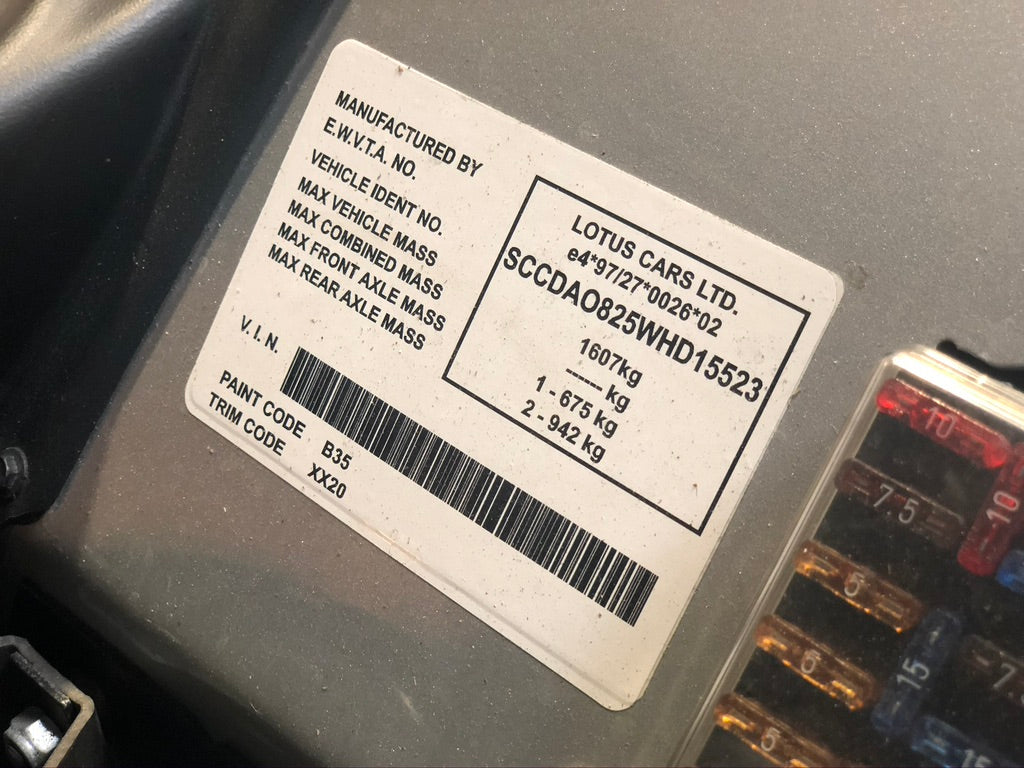 MANUFACTURED BY
E.W.V.T.A. NO.
VEHICLE IDENT NO.
MAX VEHICLE MASS
MAX COMBINED MASS
MAX FRONT AXLE MASS
MAX REAR AXLE MASS
LOTUS CARS LTD.
e4*97/27*0026*02
SCCDAO825WHD15523
1607kg
------ kg
1 - 675 kg
2 - 942 kg
V.I.N.
PAINT CODE B35
TRIM CODE XX20
10
7.5
10
5
5
15
7.
5
15